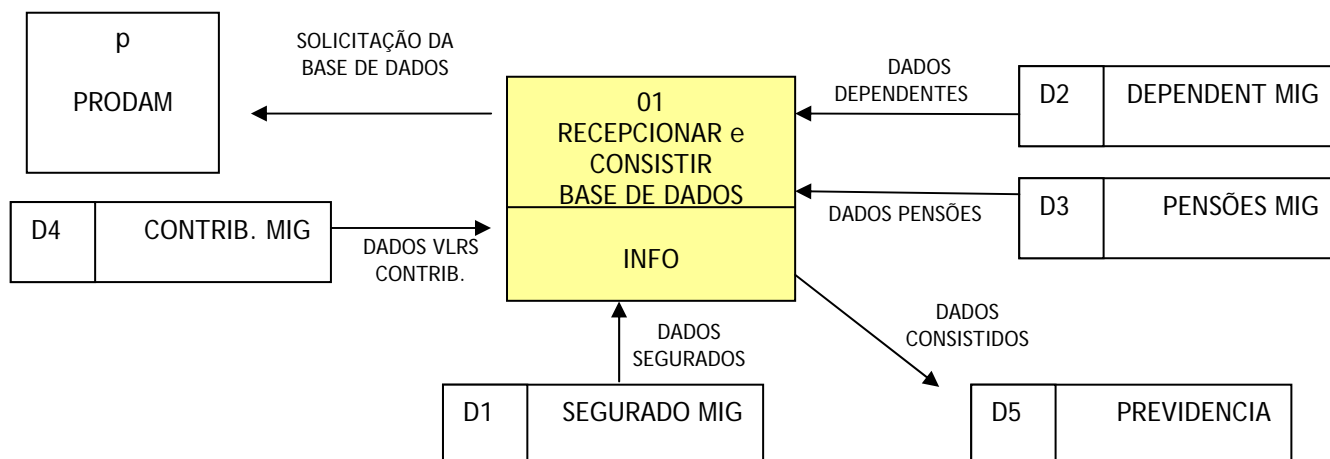 p
PRODAM
SOLICITAÇÃO DA
BASE DE DADOS
01
RECEPCIONAR e
CONSISTIR
BASE DE DADOS
INFO
DADOS
DEPENDENTES
D2 DEPENDENT MIG
DADOS PENSÕES
D3 PENSÕES MIG
D4 CONTRIB. MIG
DADOS VLRS
CONTRIB.
DADOS
SEGURADOS
DADOS
CONSISTIDOS
D1 SEGURADO MIG
D5 PREVIDENCIA